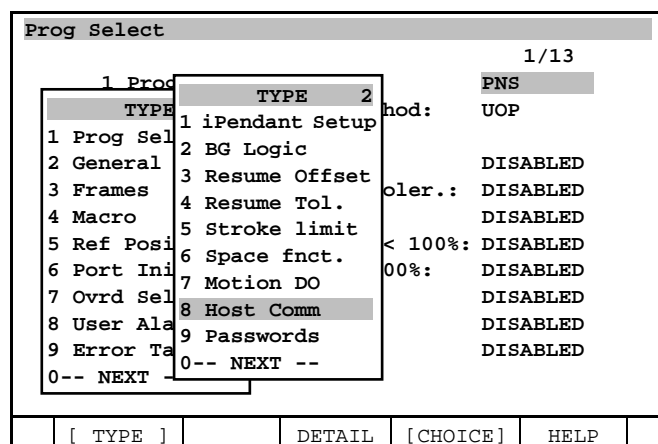 Prog Select
1/13
1 Prog PNS
TYPE hod: UOP
1 Prog Sel
2 General DISABLED
3 Frames oler.: DISABLED
4 Macro DISABLED
5 Ref Posi < 100%: DISABLED
6 Port Ini 00%: DISABLED
7 Ovrd Sel DISABLED
8 User Ala DISABLED
9 Error Ta DISABLED
0-- NEXT -
TYPE 2
1 iPendant Setup
2 BG Logic
3 Resume Offset
4 Resume Tol.
5 Stroke limit
6 Space fnct.
7 Motion DO
8 Host Comm
9 Passwords
0-- NEXT --
[ TYPE ] DETAIL [CHOICE] HELP